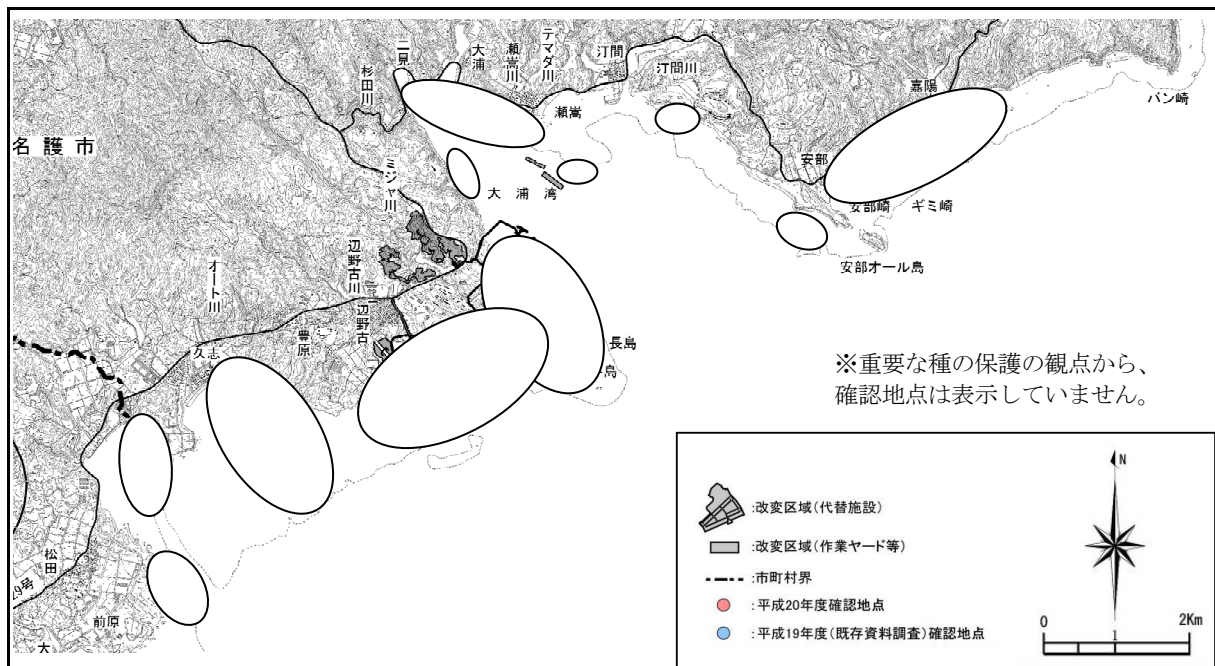 二見
大浦
瀬嵩川
テマダ川
汀間
杉田川
汀間川
嘉陽
バン崎
瀬嵩
名護市
ミジャ川
安部
大浦湾
安部崎
ギミ崎
安部オール島
辺野古川
オート川
辺野古
豊原
久志
長島
島
※重要な種の保護の観点から、
確認地点は表示していません。
N
:改変区域(代替施設)
:改変区域(作業ヤード等)
:市町村界
:平成20年度確認地点
:平成19年度(既存資料調査)確認地点
0
1
2Km
松田
29号
前原
大